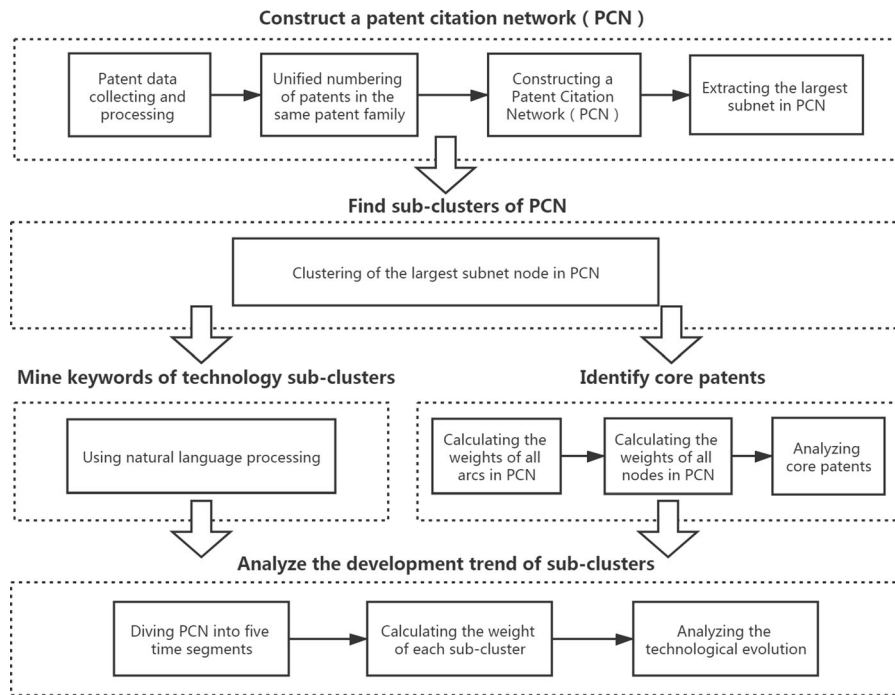 Construct a patent citation network（PCN）
Patent data
collecting and
processing
Unified numbering
of patents in the
same patent family
Constructing a
Patent Citation
Network（PCN）
Extracting the largest
subnet in PCN
Find sub-clusters of PCN
Clustering of the largest subnet node in PCN
Mine keywords of technology sub-clusters
Using natural language processing
Identify core patents
Calculating the
weights of all
arcs in PCN
Calculating the
weights of all
nodes in PCN
Analyzing
core patents
Analyze the development trend of sub-clusters
Diving PCN into five
time segments
Calculating the weight
of each sub-cluster
Analyzing the
technological evolution